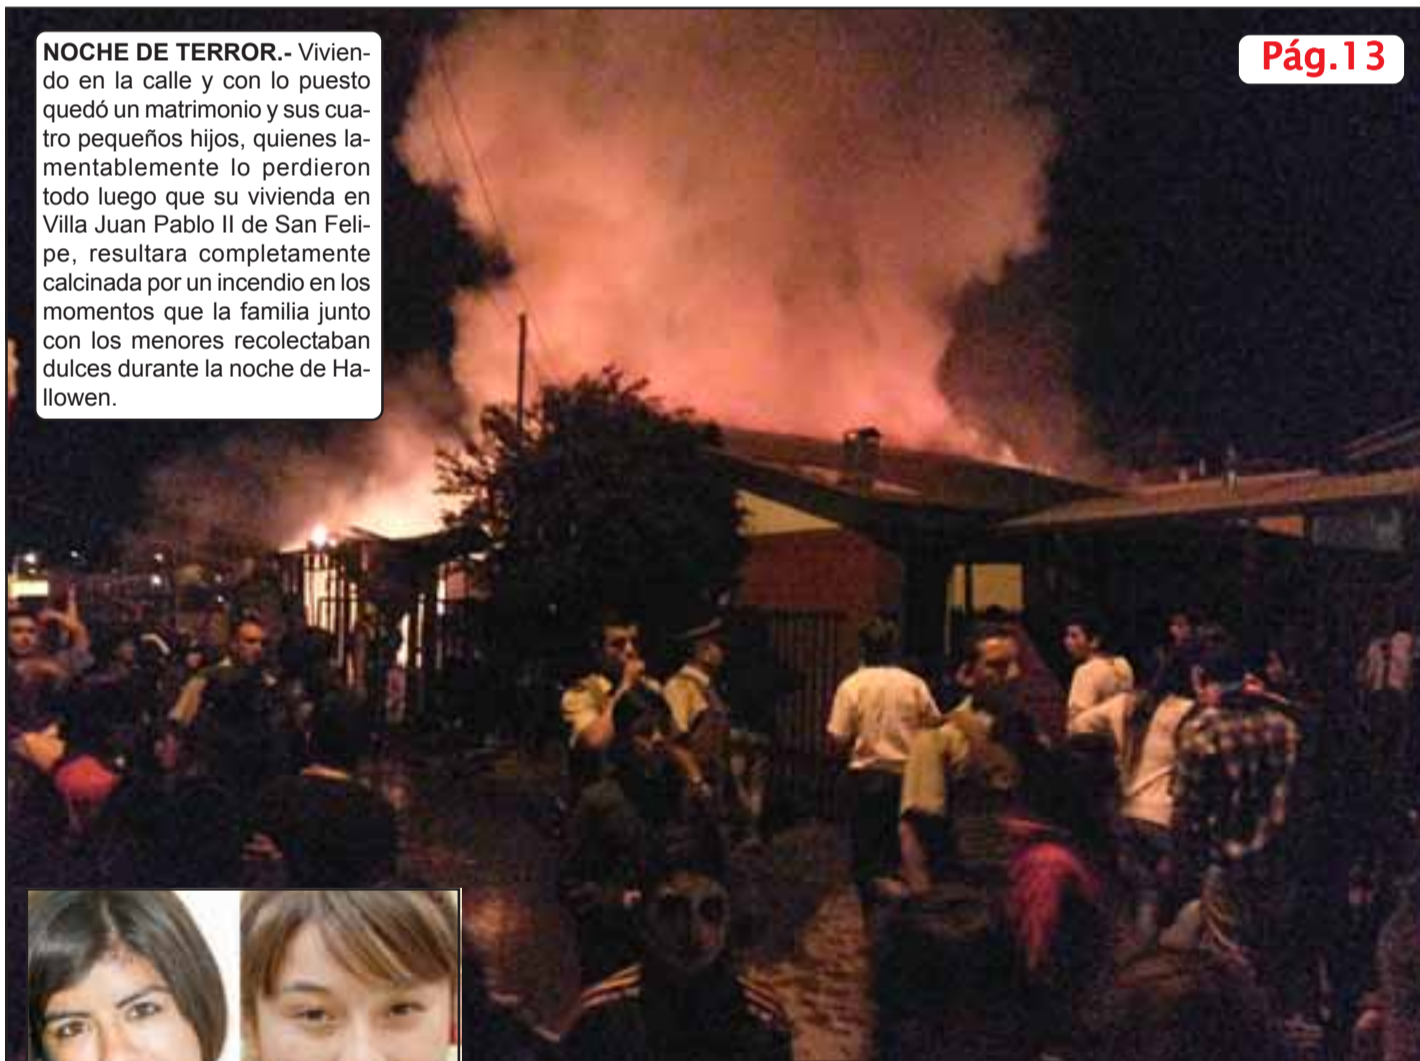 NOCHE DE TERROR.- Vivien-
do en la calle y con lo puesto
quedó un matrimonio y sus cua-
tro pequeños hijos, quienes la-
mentablemente lo perdieron
todo luego que su vivienda en
Villa Juan Pablo II de San Feli-
pe, resultara completamente
calcinada por un incendio en los
momentos que la familia junto
con los menores recolectaban
dulces durante la noche de Ha-
llowen.
Pág.13